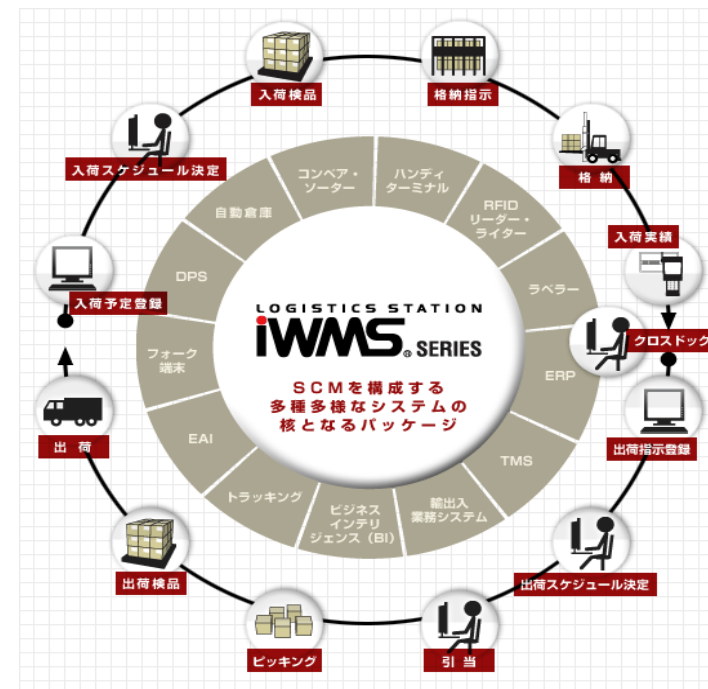 入荷検品
格納指示
入荷スケジュール決定
格納
入荷実績
入荷予定登録
クロスドック
出荷
出荷指示登録
出荷検品
出荷スケジュール決定
ピッキング
引当
コンベア・
ソーター
ハンディ
ターミナル
自動倉庫
RFID
リーダー・
ライター
DPS
ラベラー
フォーク
端末
ERP
EAI
TMS
トラッキング
ビジネス
インテリ
ジェンス(BI)
輸出入
業務システム
LOGISTICS STATION
iWMS® SERIES
SCMを構成する
多種多様なシステムの
核となるパッケージ